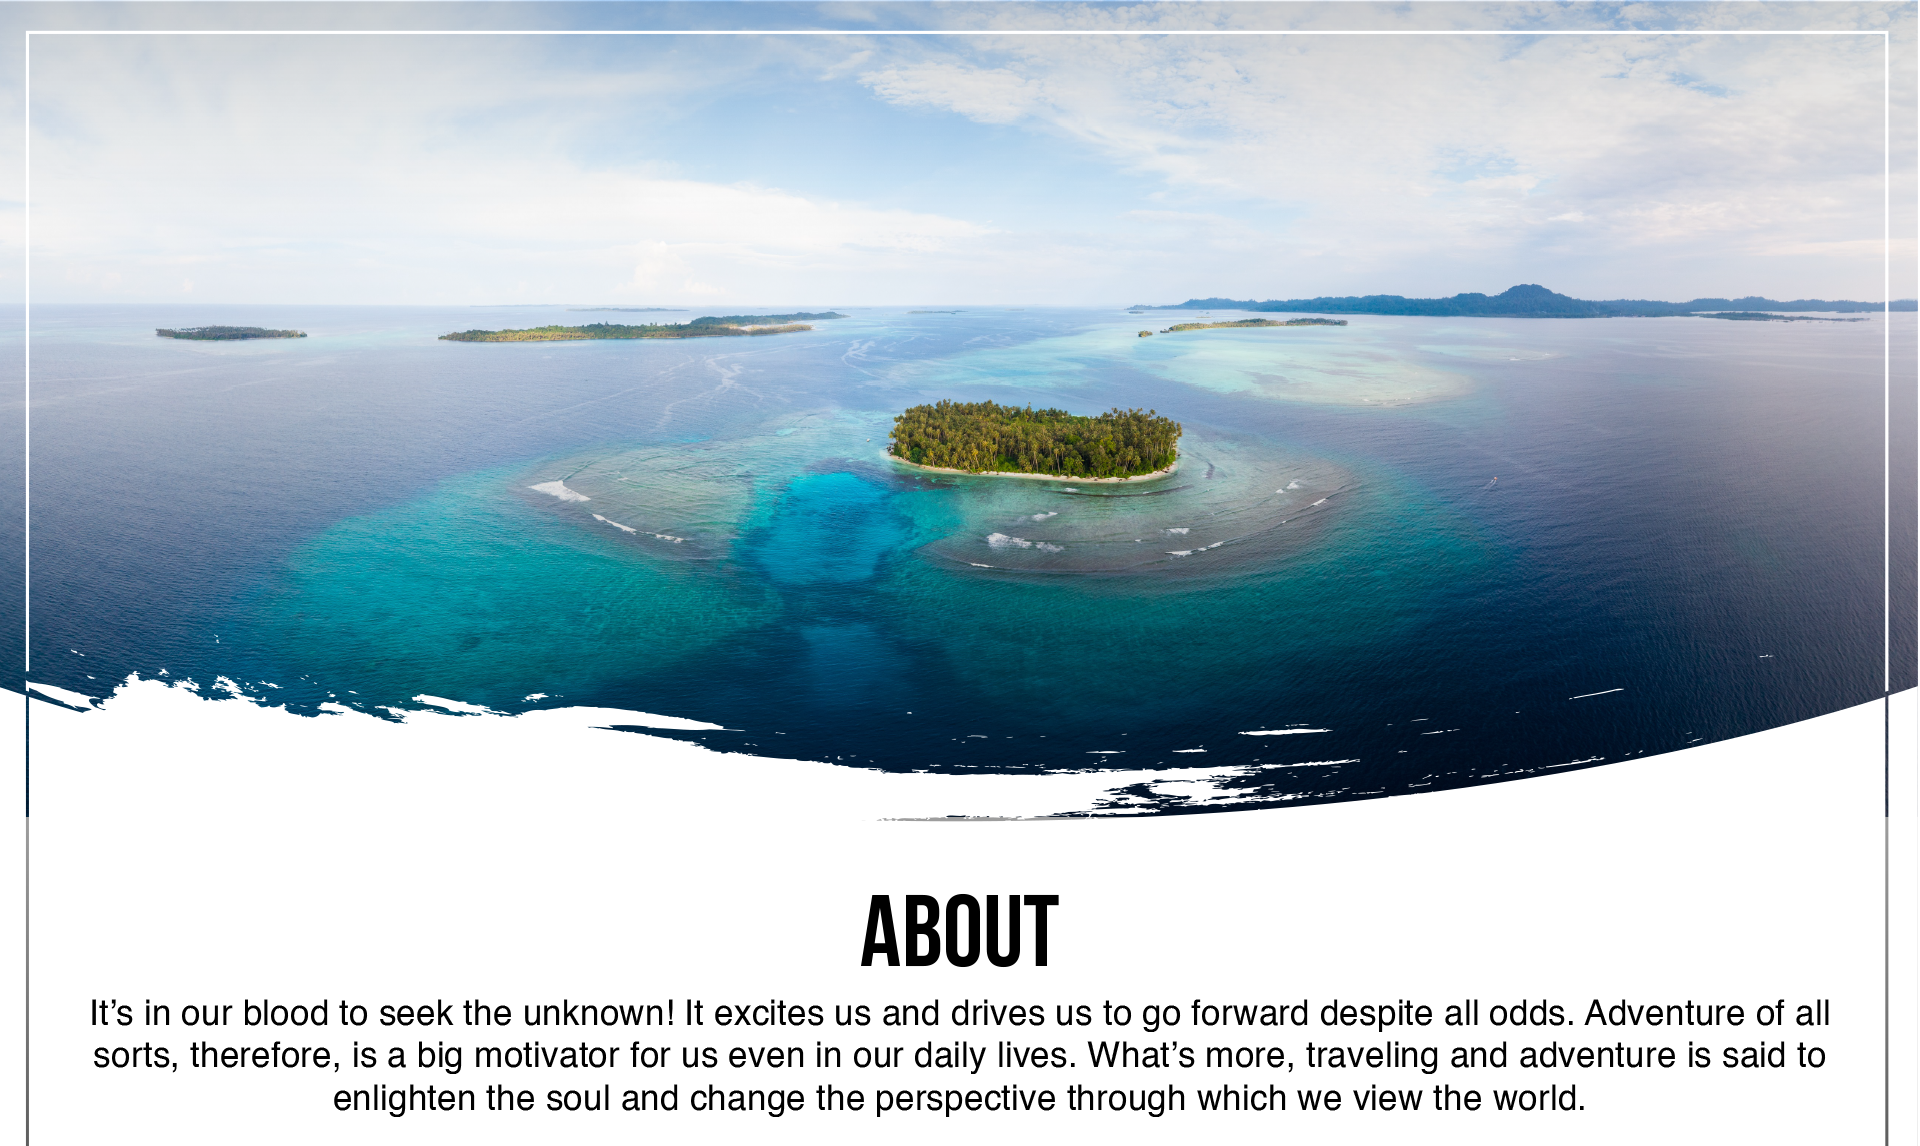 ABOUT
It’s in our blood to seek the unknown! It excites us and drives us to go forward despite all odds. Adventure of all
sorts, therefore, is a big motivator for us even in our daily lives. What’s more, traveling and adventure is said to
enlighten the soul and change the perspective through which we view the world.